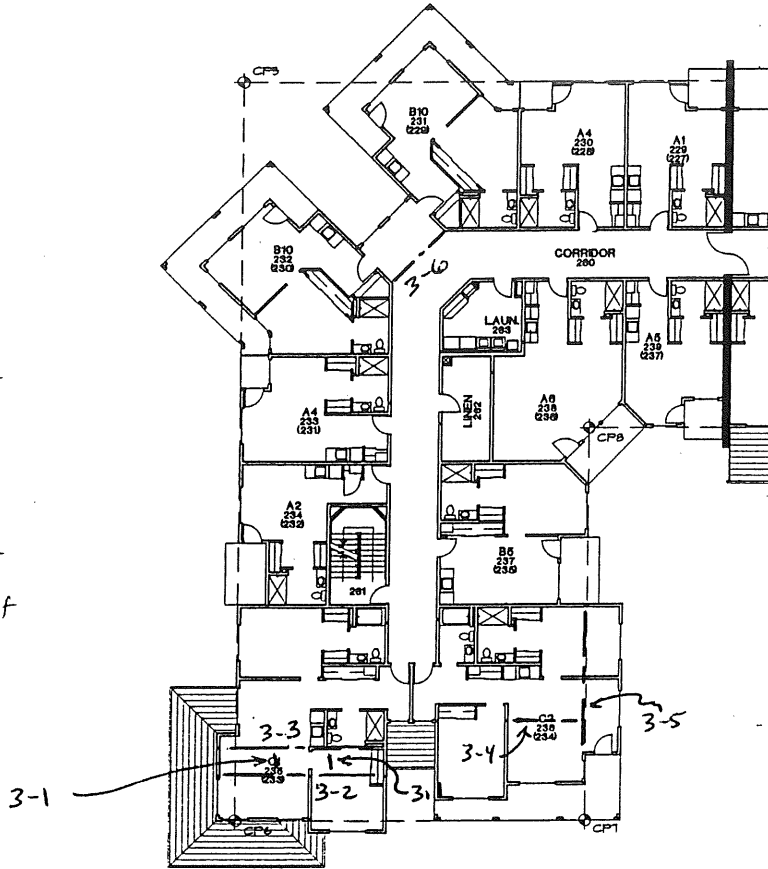 CP5
B10
231
(229)
A4
230
(228)
A1
229
(227)
B10
232
(230)
CORRIDOR
260
3-6
LAUN.
263
A5
239
(237)
LINEN
262
A6
238
(236)
A4
233
(231)
CP8
A2
234
(232)
B5
237
(235)
261
f
3-3
C2
236
(234)
3-5
3-4
3-1
235
(233)
3-2
CP6
CP7